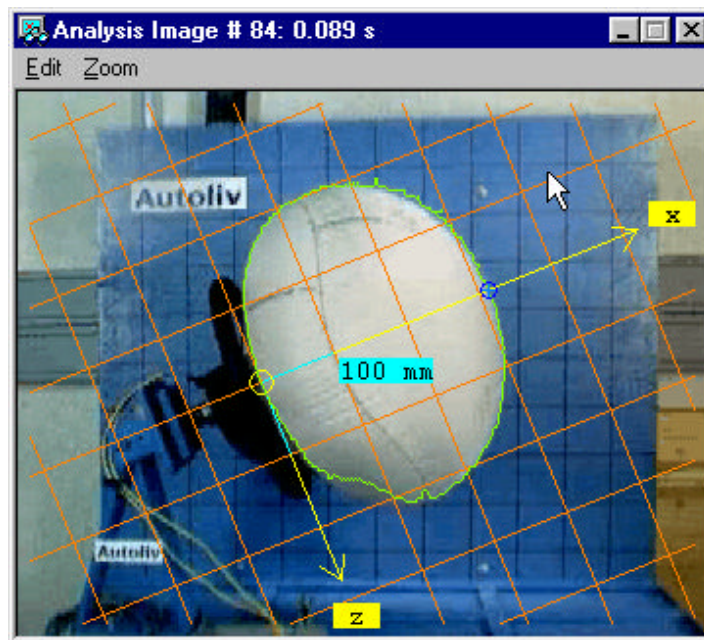 Analysis Image # 84: 0.089 s
Edit Zoom
Autoliv
x
100 mm
Autoliv
z